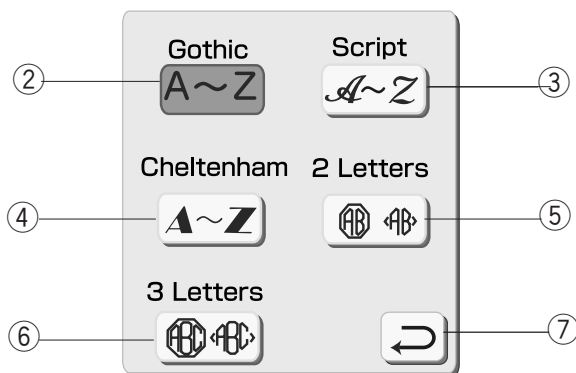 Gothic Script
② A～Z A～Z ③
Cheltenham 2 Letters
④ A～Z AB AB ⑤
3 Letters
⑥ ABC ABC ⑦